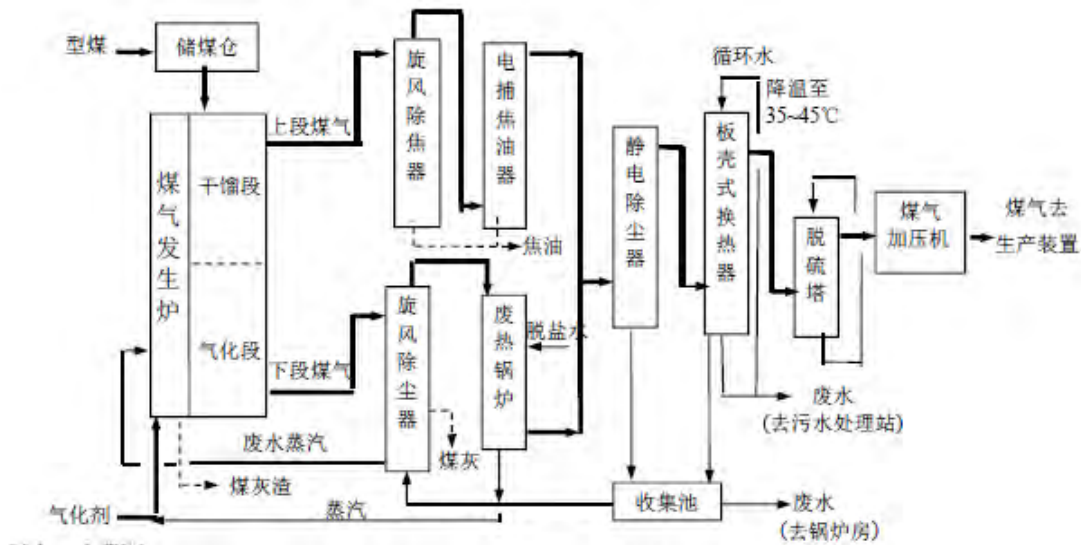 型煤
储煤仓
煤气发生炉
干馏段
气化段
上段煤气
下段煤气
旋风除焦器
电捕焦油器
焦油
旋风除尘器
废热锅炉
脱盐水
煤灰
废水蒸汽
煤灰渣
气化剂
蒸汽
静电除尘器
循环水
降温至
35~45℃
板壳式换热器
脱硫塔
煤气
加压机
煤气去
生产装置
废水
(去污水处理站)
收集池
废水
(去锅炉房)